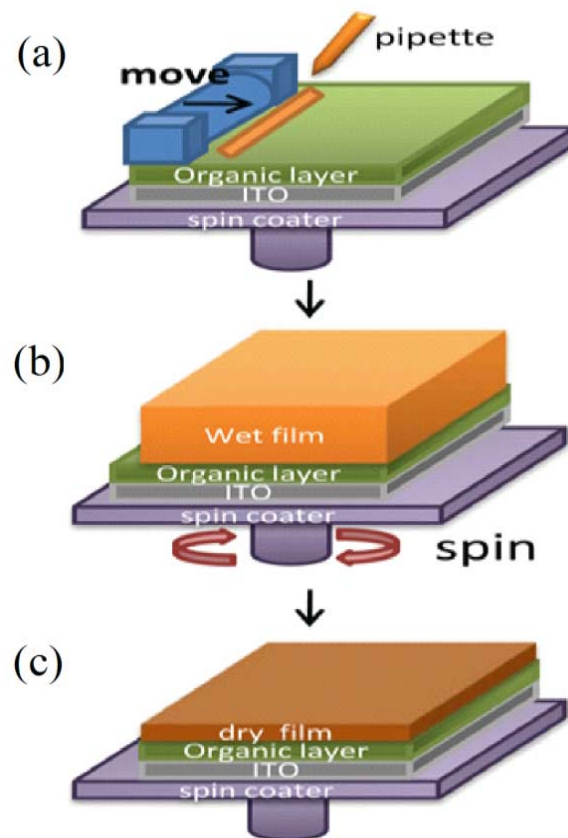 (a)
pipette
move
Organic layer
ITO
spin coater
(b)
Wet film
Organic layer
ITO
spin coater
spin
(c)
dry film
Organic layer
ITO
spin coater